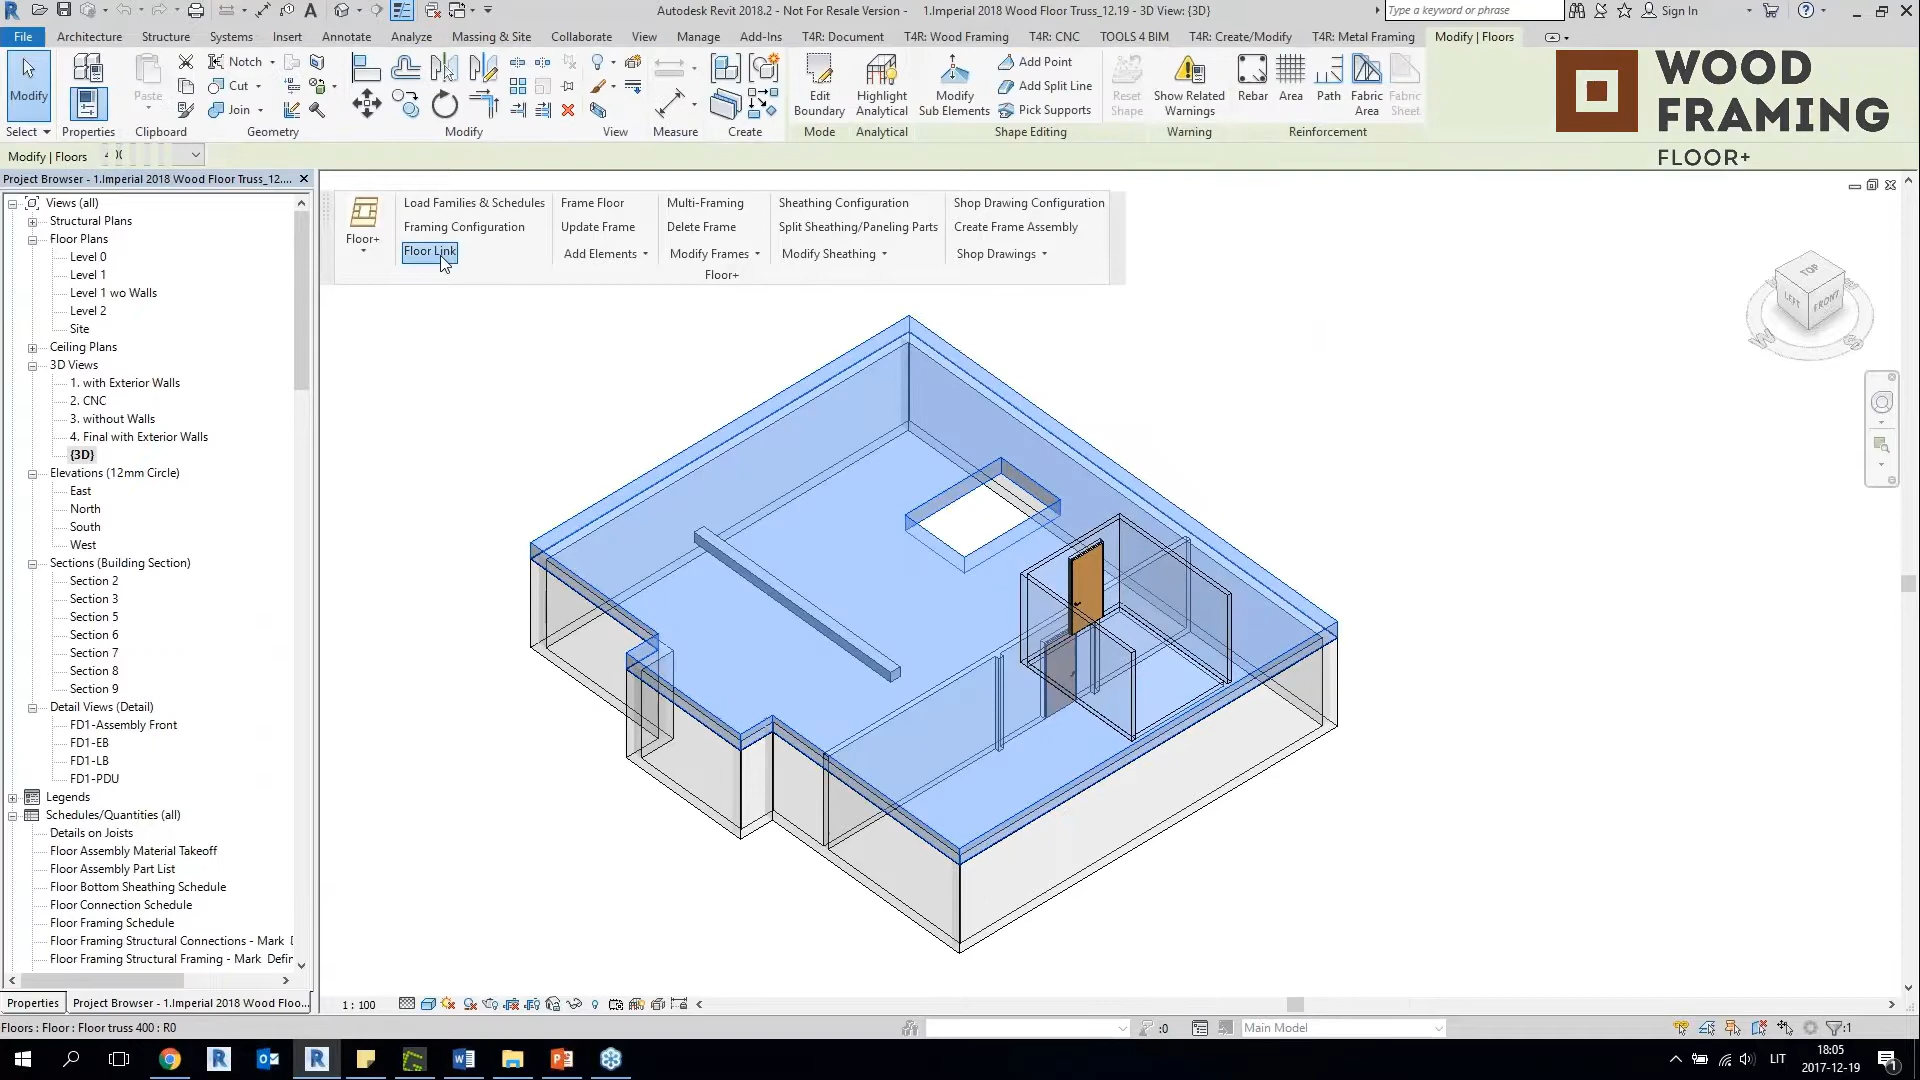 Autodesk Revit 2018.2 - Not For Resale Version - 1.Imperial 2018 Wood Floor Truss_12.19 - 3D View: {3D}
Type a keyword or phrase
Sign In
File Architecture Structure Systems Insert Annotate Analyze Massing & Site Collaborate View Manage Add-Ins T4R: Document T4R: Wood Framing T4R: CNC TOOLS 4 BIM T4R: Create/Modify T4R: Metal Framing Modify | Floors
WOOD
FRAMING
FLOOR+
Notch
Cut
Join
Modify
Paste
Edit
Boundary
Highlight
Analytical
Modify
Sub Elements
Add Point
Add Split Line
Pick Supports
Reset
Shape
Show Related
Warnings
Rebar
Area
Path
Fabric
Area
Fabric
Sheet
Select Properties Clipboard Geometry Modify View Measure Create Mode Analytical Shape Editing Warning Reinforcement
Modify | Floors
Project Browser - 1.Imperial 2018 Wood Floor Truss_12....
Views (all)
Structural Plans
Floor Plans
Level 0
Level 1
Level 1 wo Walls
Level 2
Site
Ceiling Plans
3D Views
1. with Exterior Walls
2. CNC
3. without Walls
4. Final with Exterior Walls
{3D}
Elevations (12mm Circle)
East
North
South
West
Sections (Building Section)
Section 2
Section 3
Section 5
Section 6
Section 7
Section 8
Section 9
Detail Views (Detail)
FD1-Assembly Front
FD1-EB
FD1-LB
FD1-PDU
Legends
Schedules/Quantities (all)
Details on Joists
Floor Assembly Material Takeoff
Floor Assembly Part List
Floor Bottom Sheathing Schedule
Floor Connection Schedule
Floor Framing Schedule
Floor Framing Structural Connections - Mark
Floor Framing Structural Framing - Mark Defin
Floor+
Load Families & Schedules
Framing Configuration
Floor Link
Frame Floor
Update Frame
Add Elements
Multi-Framing
Delete Frame
Modify Frames
Sheathing Configuration
Split Sheathing/Paneling Parts
Modify Sheathing
Shop Drawing Configuration
Create Frame Assembly
Shop Drawings
Floor+
TOP
LEFT
FRONT
W
S
Properties
Project Browser - 1.Imperial 2018 Wood Floo...
1 : 100
Floors : Floor : Floor truss 400 : R0
:0
Main Model
:1
LIT
18:05
2017-12-19
1